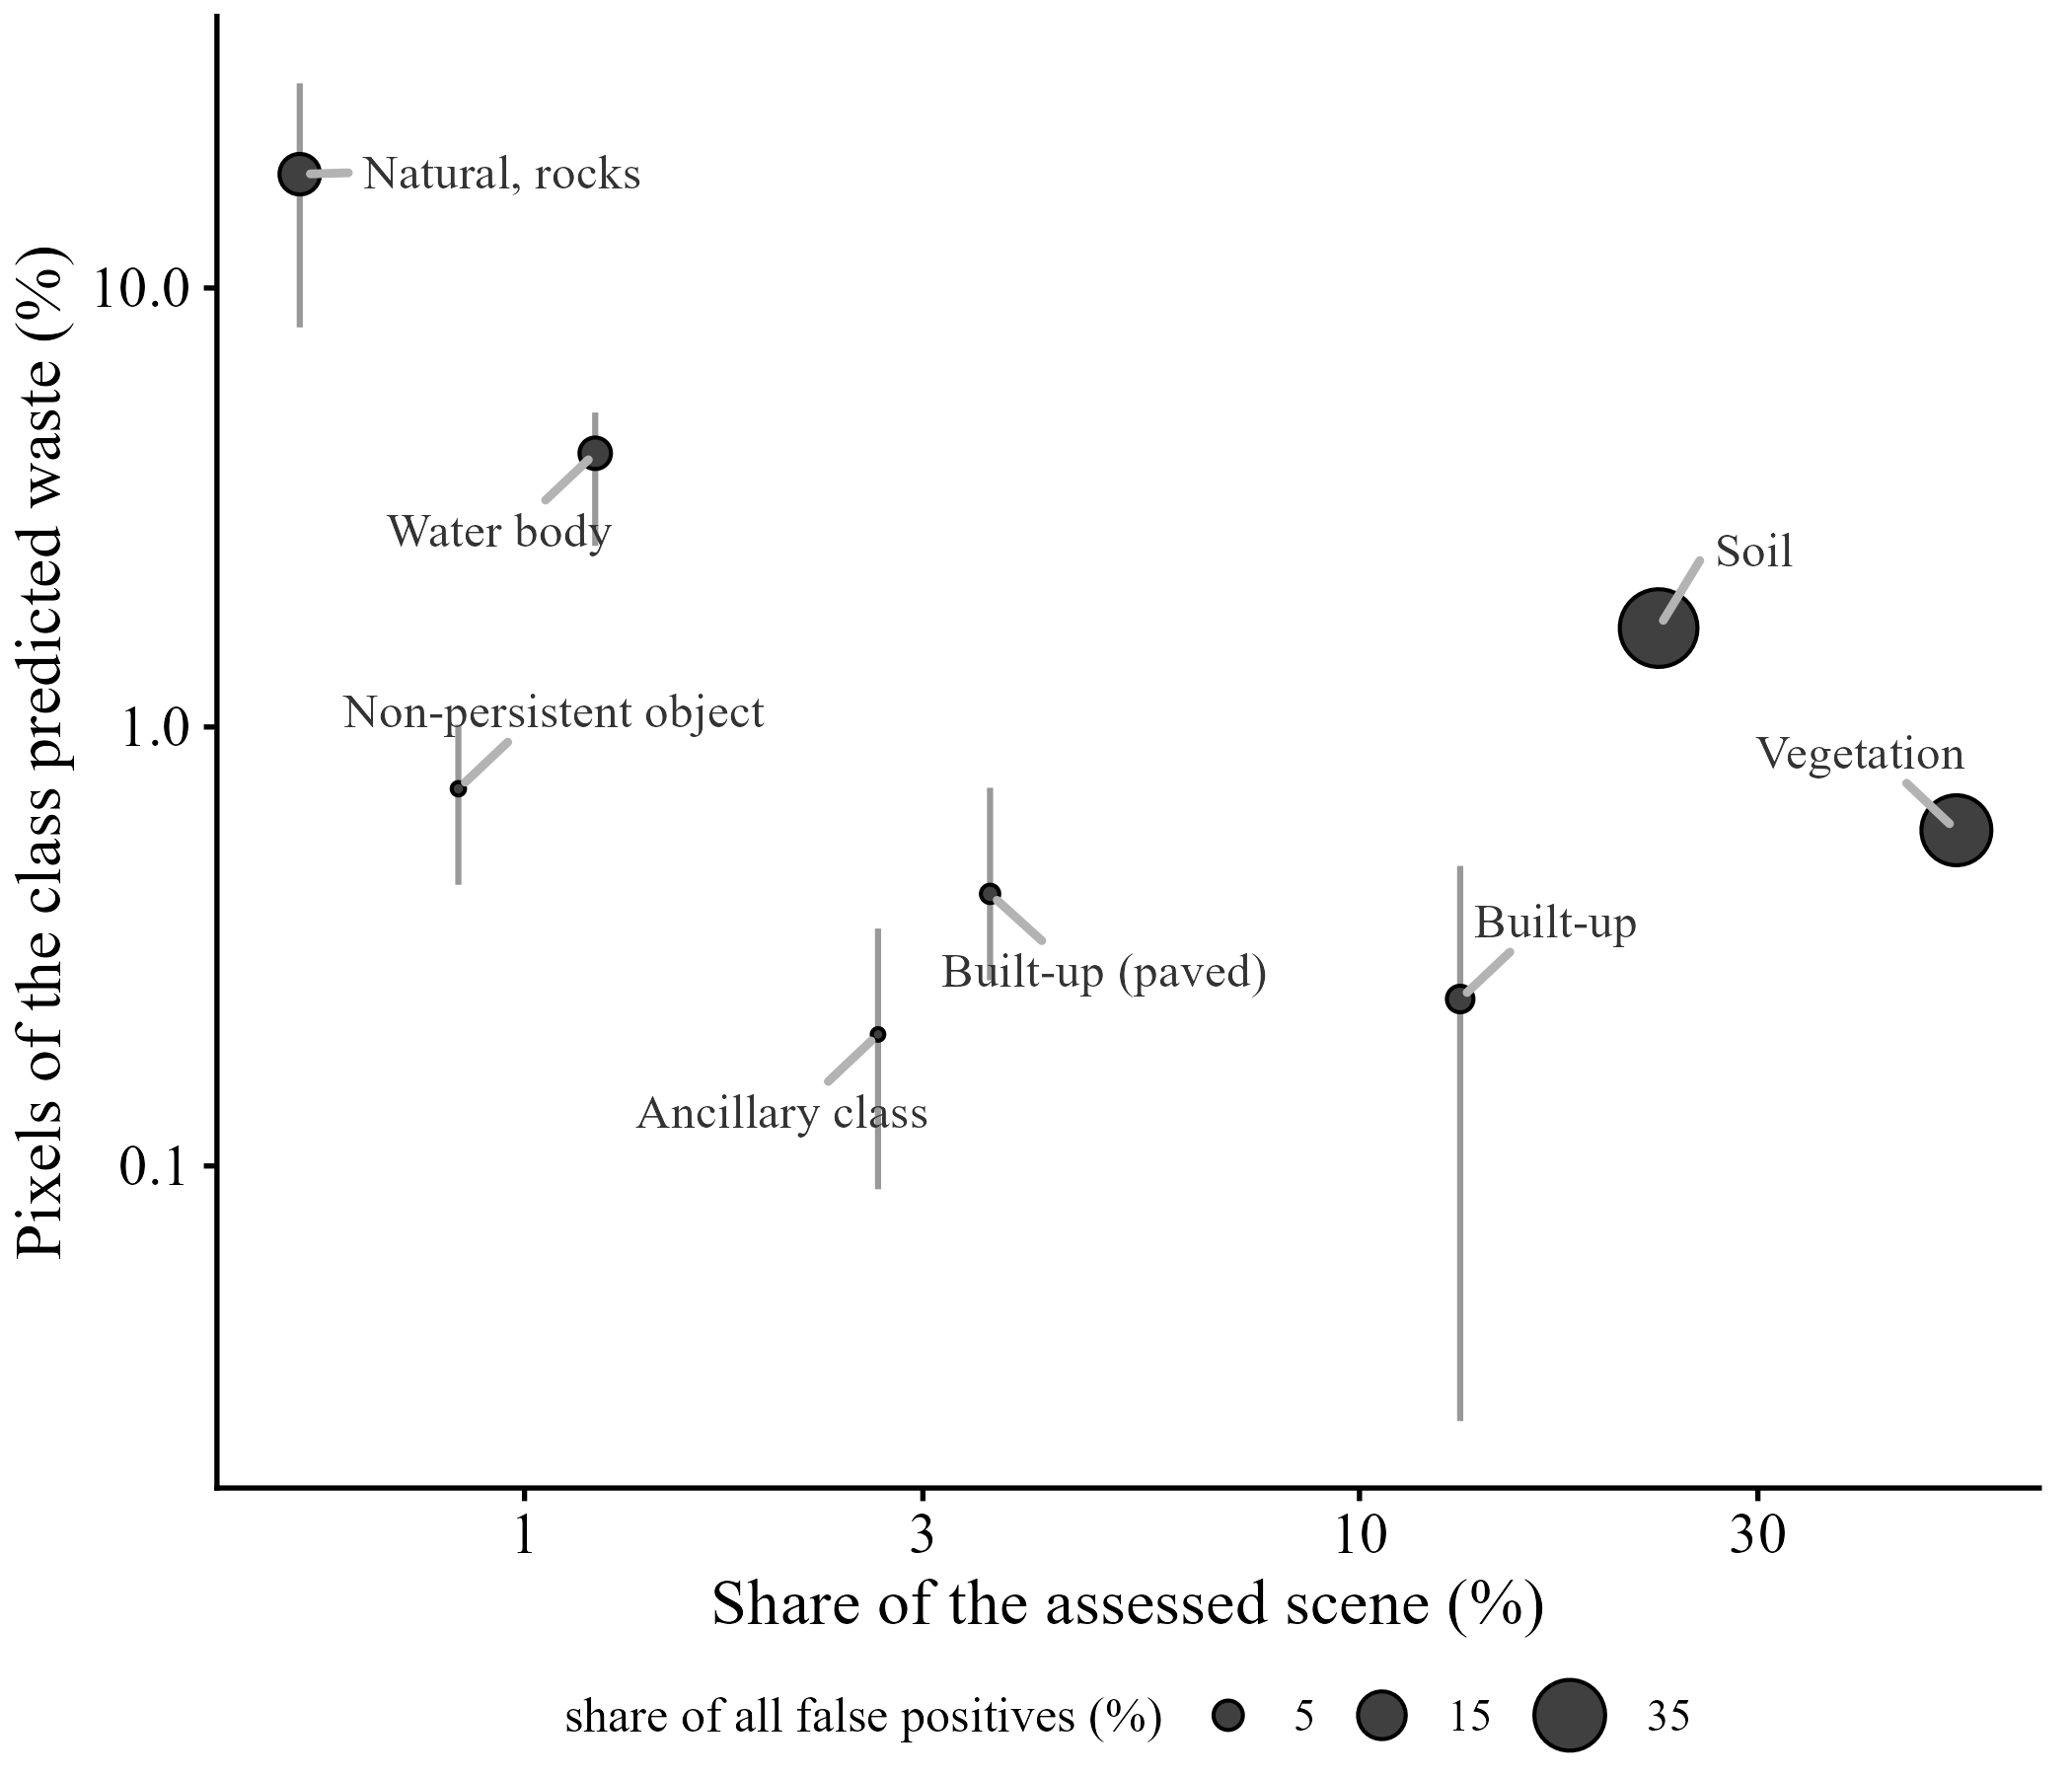 Natural, rocks
10.0
Water body
Soil
Non-persistent object
1.0
Vegetation
Built-up
Built-up (paved)
Ancillary class
0.1
Pixels of the class predicted waste (%)
1 3 10 30
Share of the assessed scene (%)
share of all false positives (%) 5 15 35